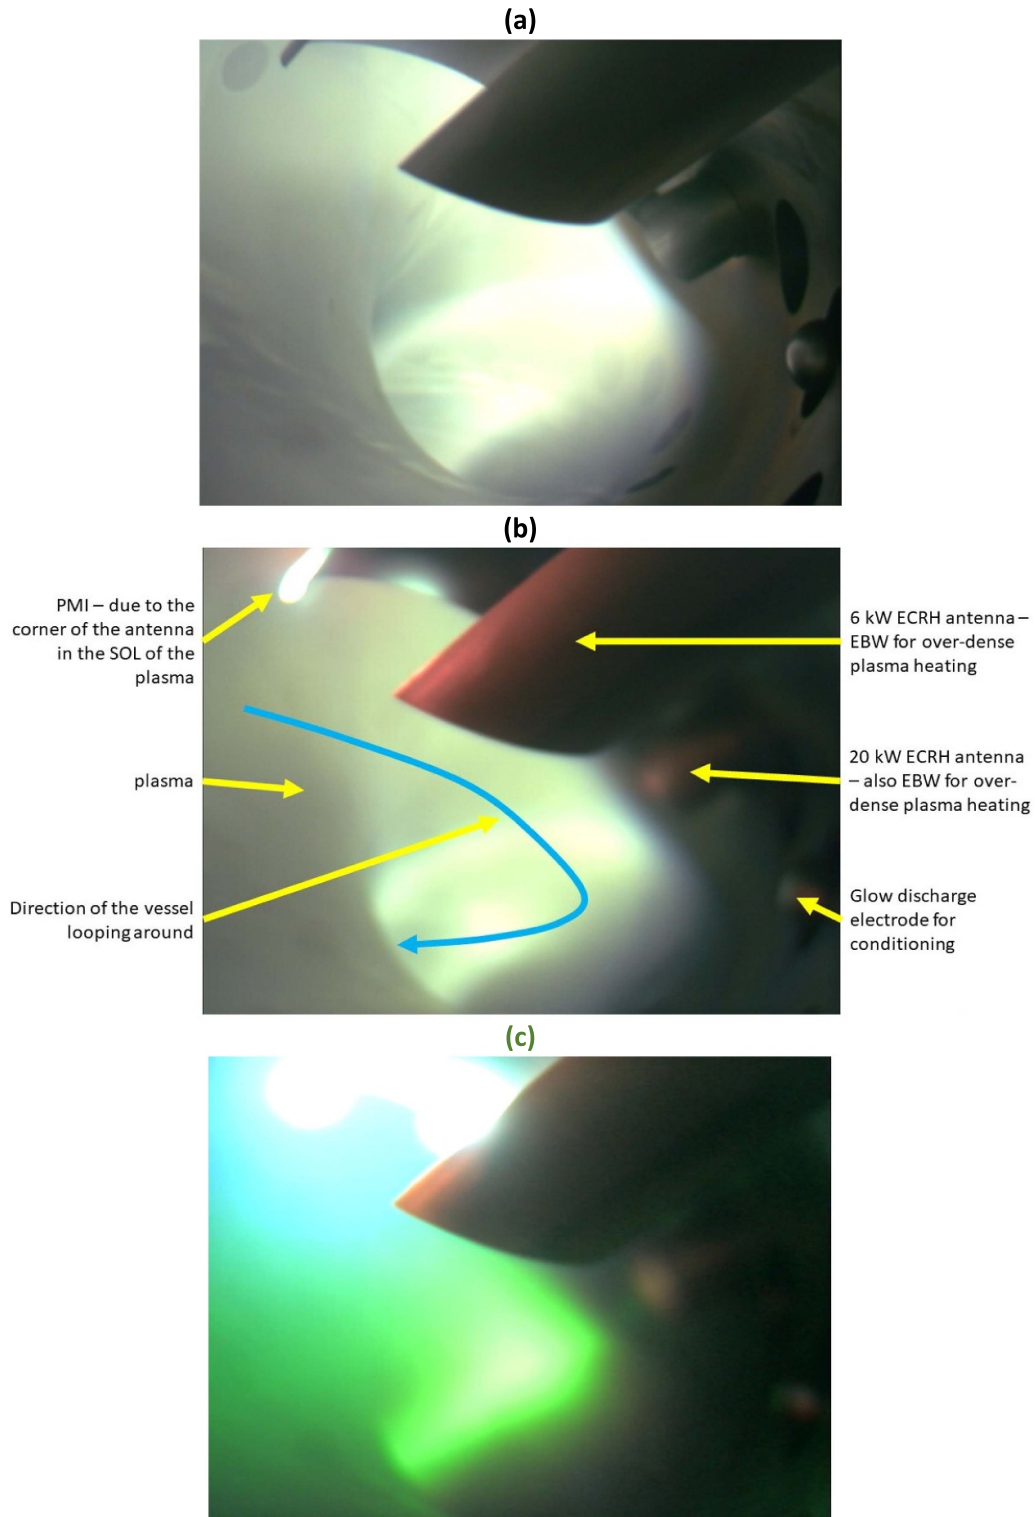 (a)
(b)
PMI – due to the
corner of the antenna
in the SOL of the
plasma
plasma
Direction of the vessel
looping around
6 kW ECRH antenna –
EBW for over-dense
plasma heating
20 kW ECRH antenna
– also EBW for over-
dense plasma heating
Glow discharge
electrode for
conditioning
(c)